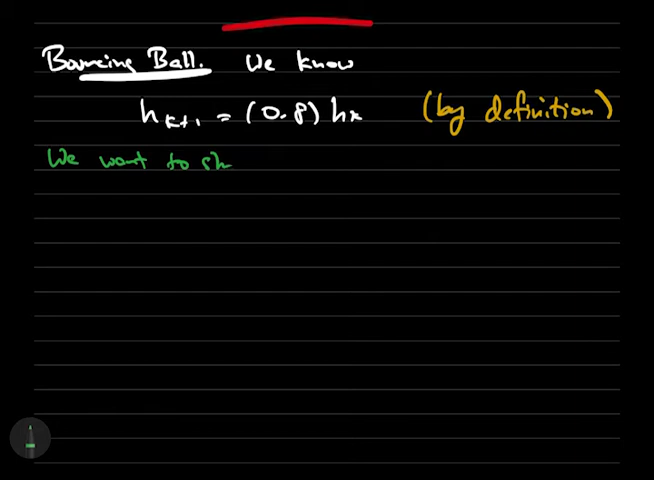 Bouncing Ball. We know
h_{k+1} = (0.8) h_k (by definition)
We want to sh